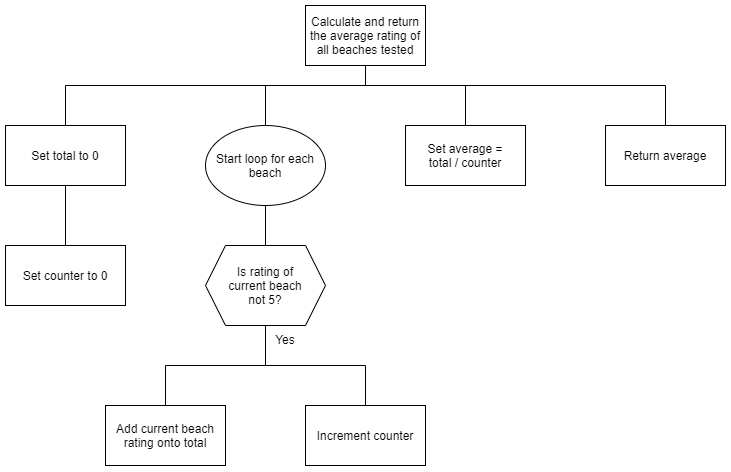 Calculate and return
the average rating of
all beaches tested
Set total to 0
Start loop for each
beach
Set average =
total / counter
Return average
Set counter to 0
Is rating of
current beach
not 5?
Yes
Add current beach
rating onto total
Increment counter